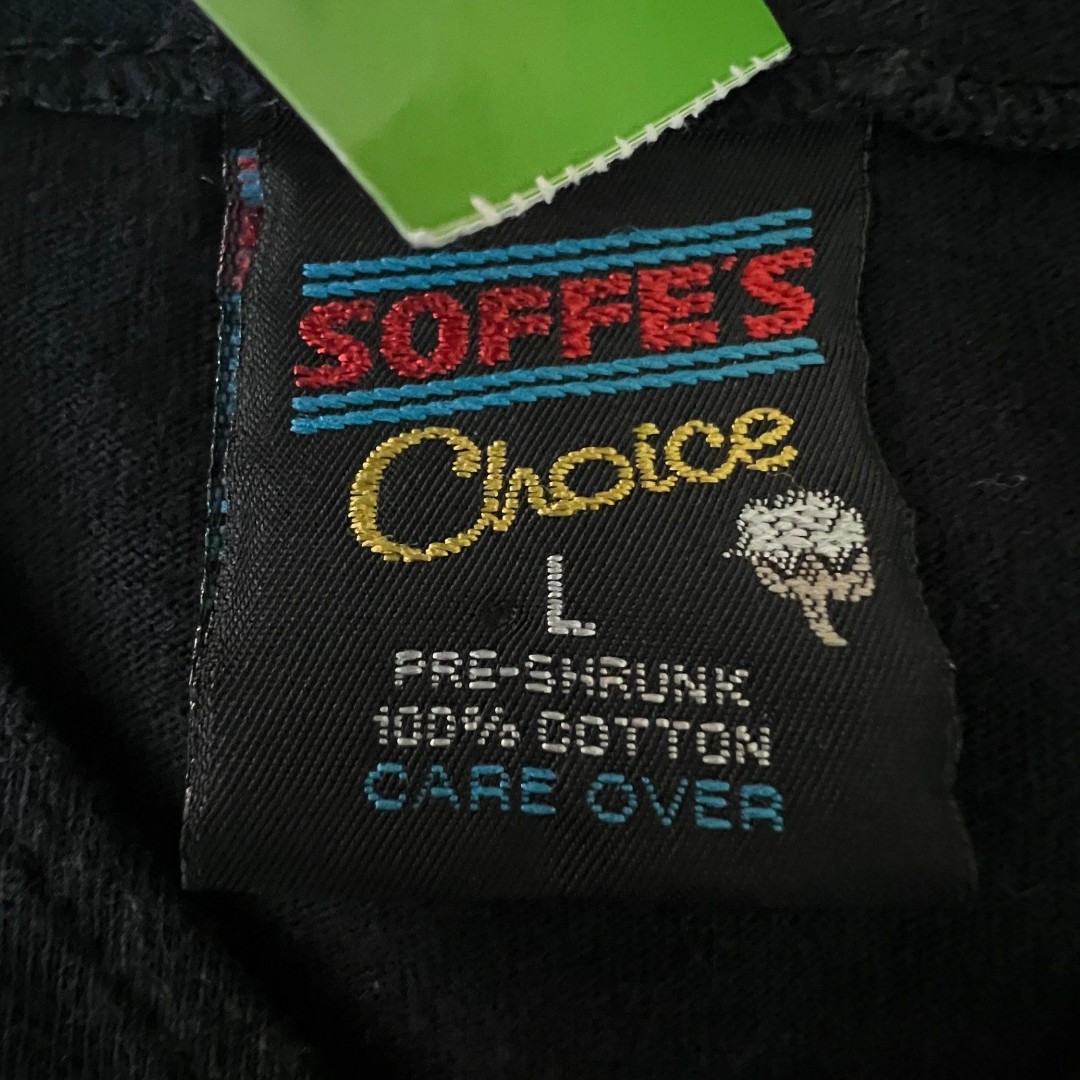 SOFFE'S
Choice
L
PRE-SHRUNK
100% COTTON
CARE OVER